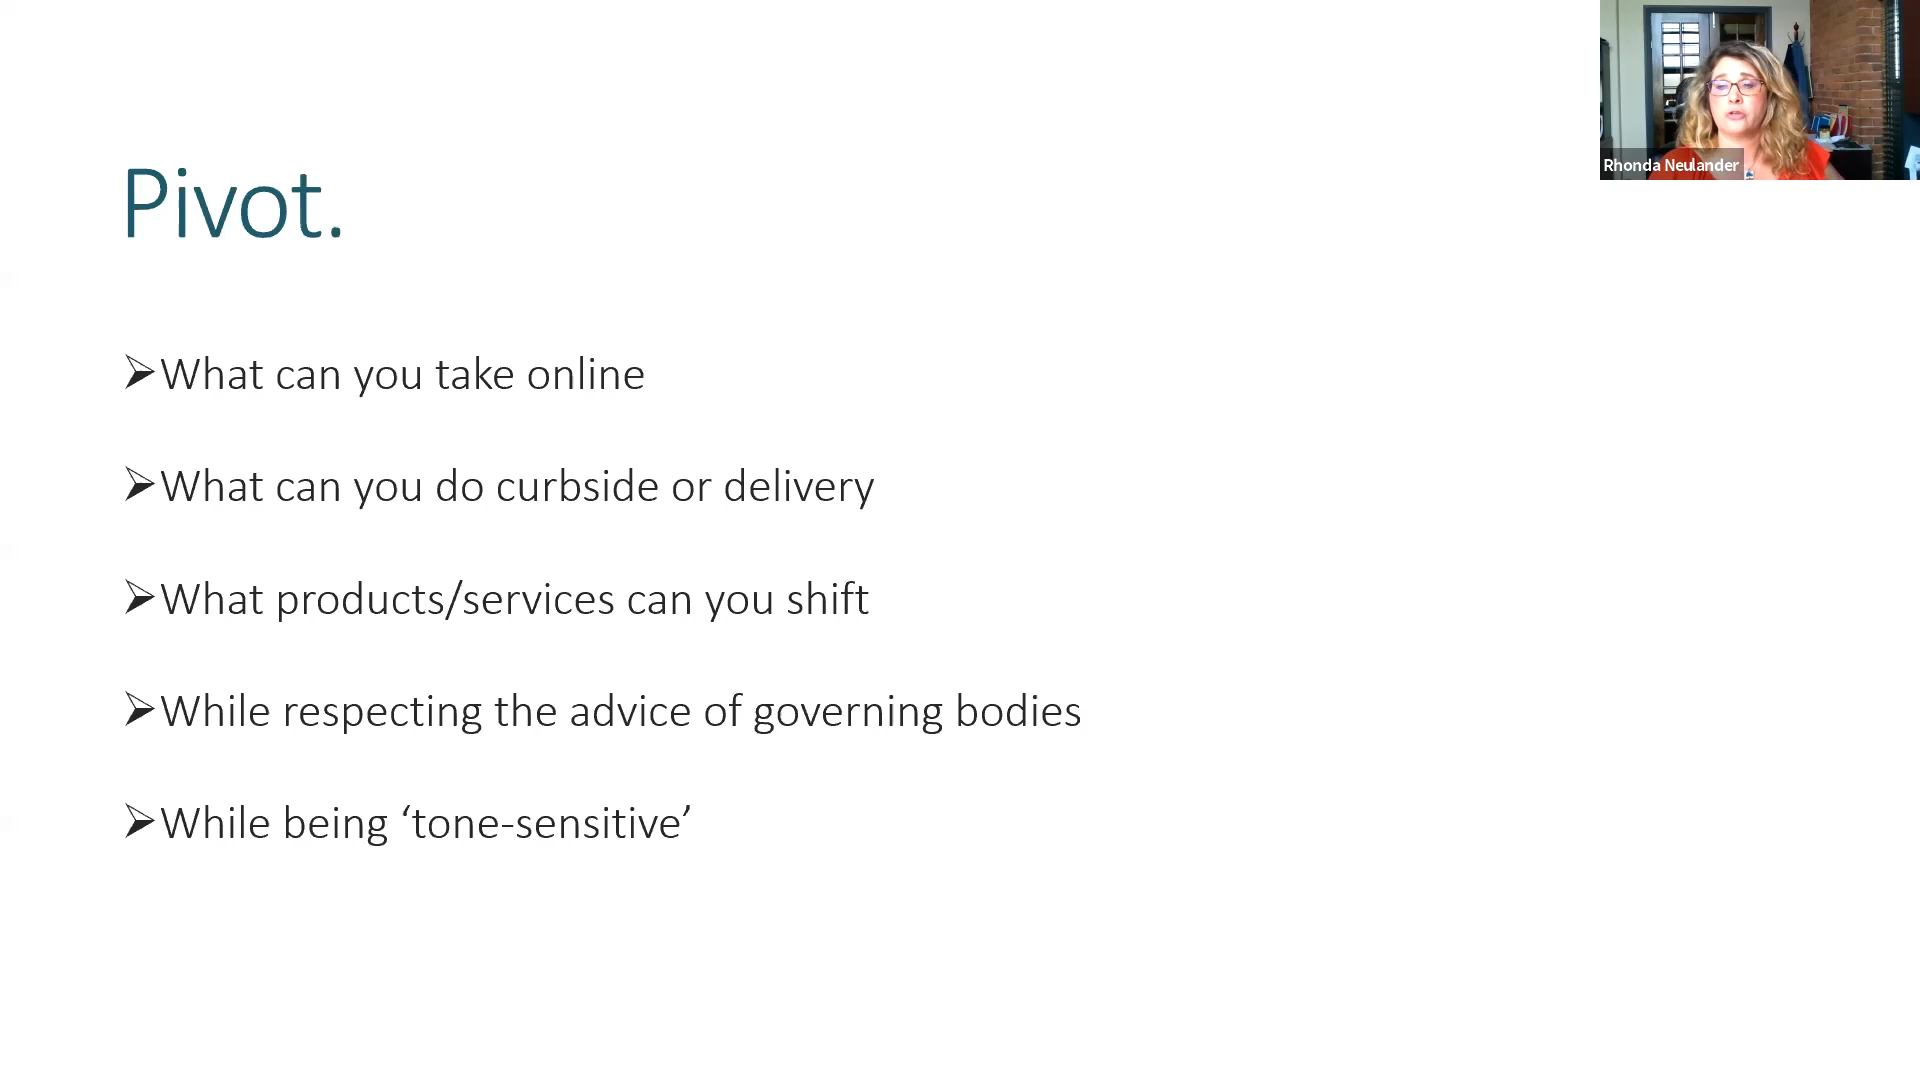 Rhonda Neulander
Pivot.
➢What can you take online
➢What can you do curbside or delivery
➢What products/services can you shift
➢While respecting the advice of governing bodies
➢While being ‘tone-sensitive’